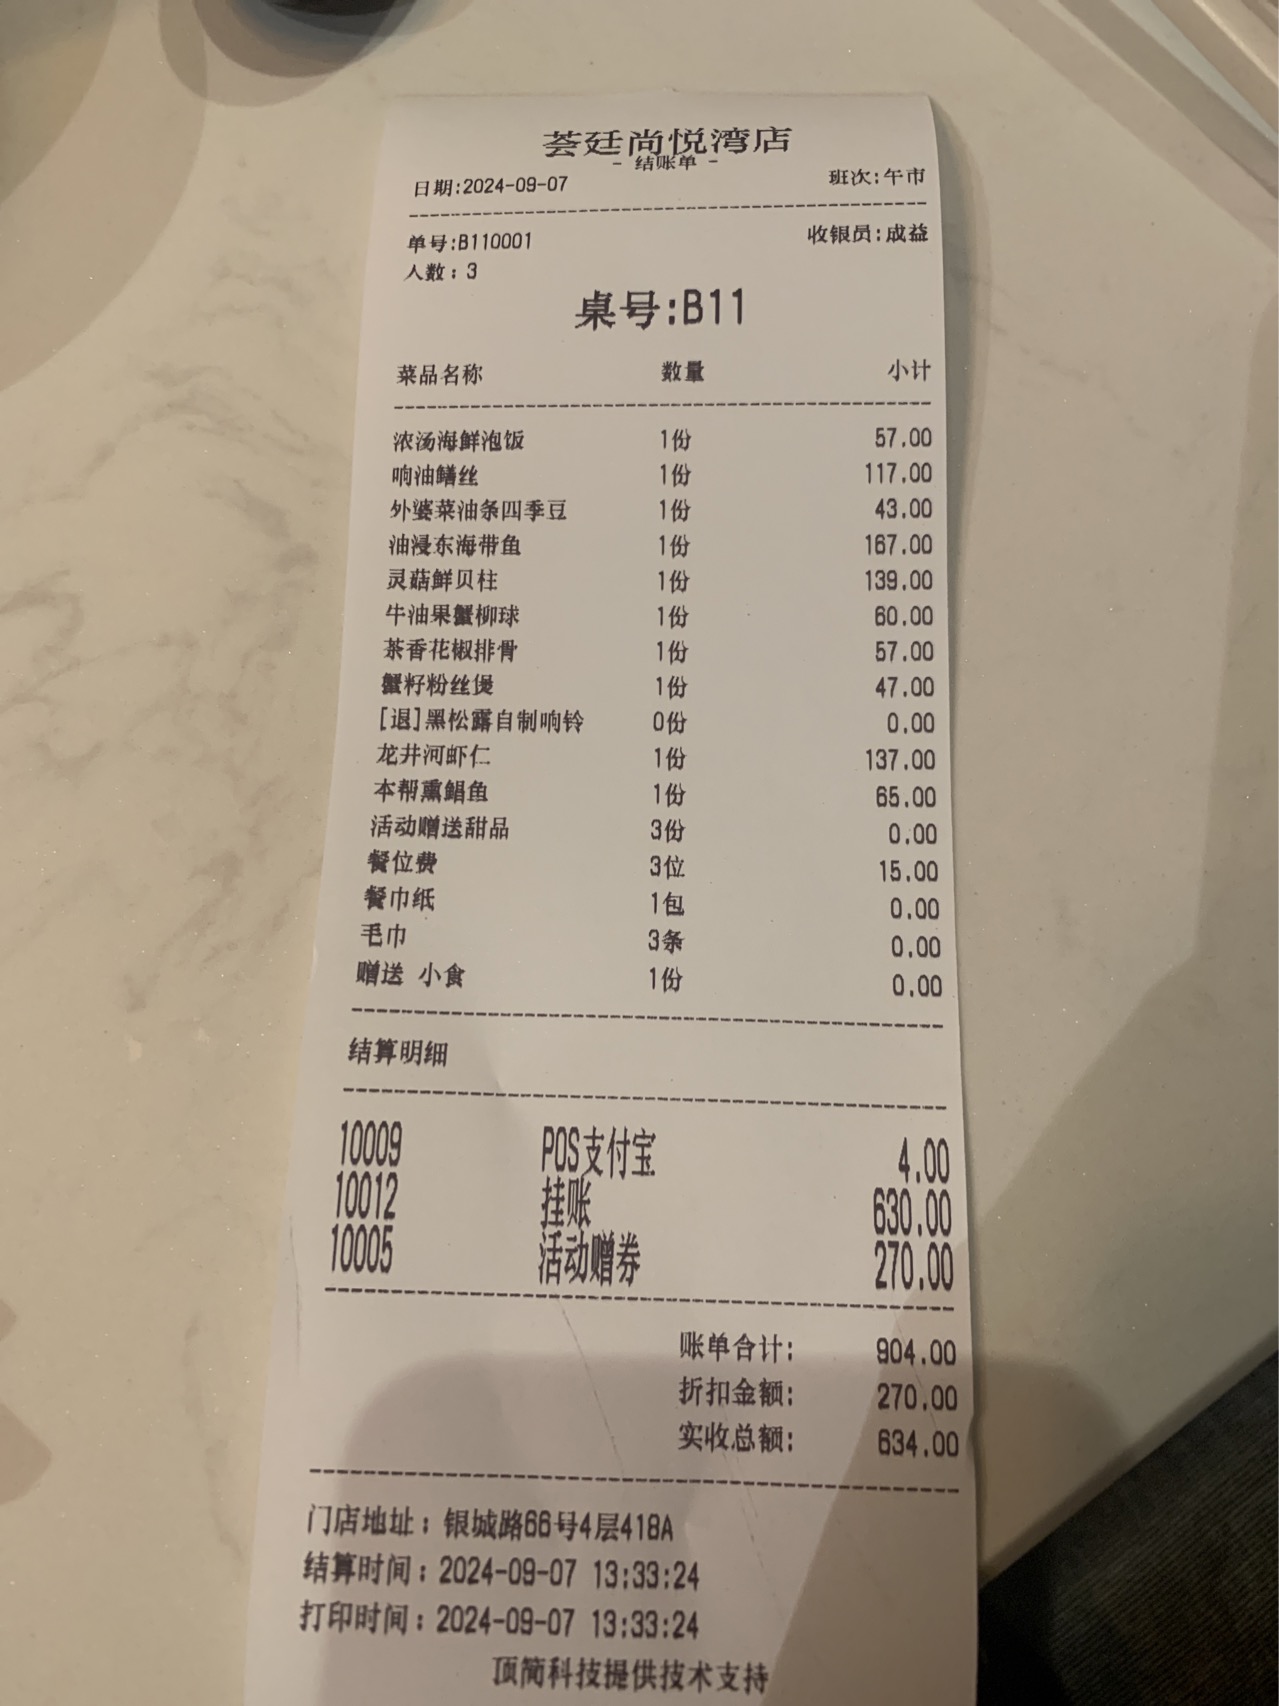 荟廷尚悦湾店
- 结账单 -
日期:2024-09-07 班次:午市
单号:B110001 收银员:成益
人数:3
桌号:B11
菜品名称 数量 小计
浓汤海鲜泡饭 1份 57.00
响油鳝丝 1份 117.00
外婆菜油条四季豆 1份 43.00
油浸东海带鱼 1份 167.00
灵菇鲜贝柱 1份 139.00
牛油果蟹柳球 1份 60.00
茶香花椒排骨 1份 57.00
蟹籽粉丝煲 1份 47.00
[退]黑松露自制响铃 0份 0.00
龙井河虾仁 1份 137.00
本帮熏鲳鱼 1份 65.00
活动赠送甜品 3份 0.00
餐位费 3位 15.00
餐巾纸 1包 0.00
毛巾 3条 0.00
赠送 小食 1份 0.00
结算明细
10009 POS支付宝 4.00
10012 挂账 630.00
10005 活动赠券 270.00
账单合计: 904.00
折扣金额: 270.00
实收总额: 634.00
门店地址:银城路66号4层418A
结算时间:2024-09-07 13:33:24
打印时间:2024-09-07 13:33:24
顶简科技提供技术支持